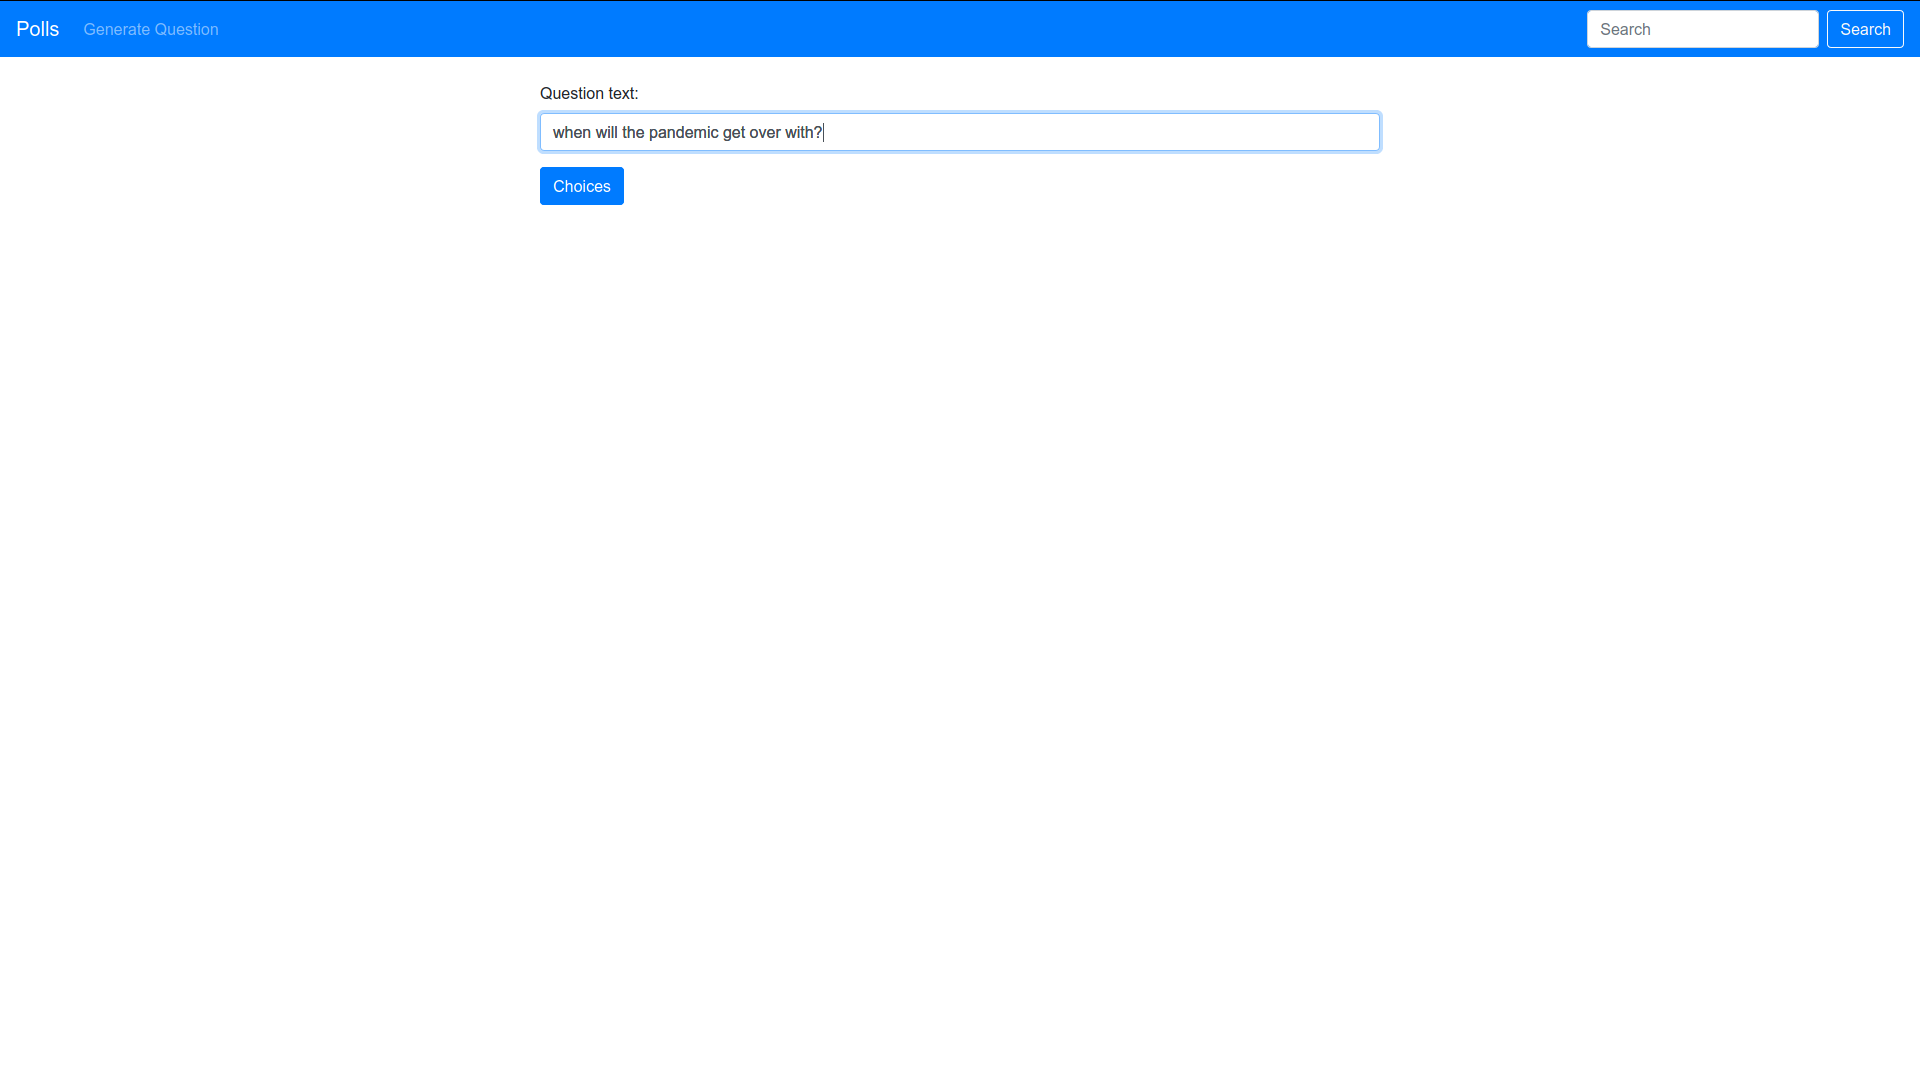 Polls Generate Question Search Search
Question text:
when will the pandemic get over with?
Choices